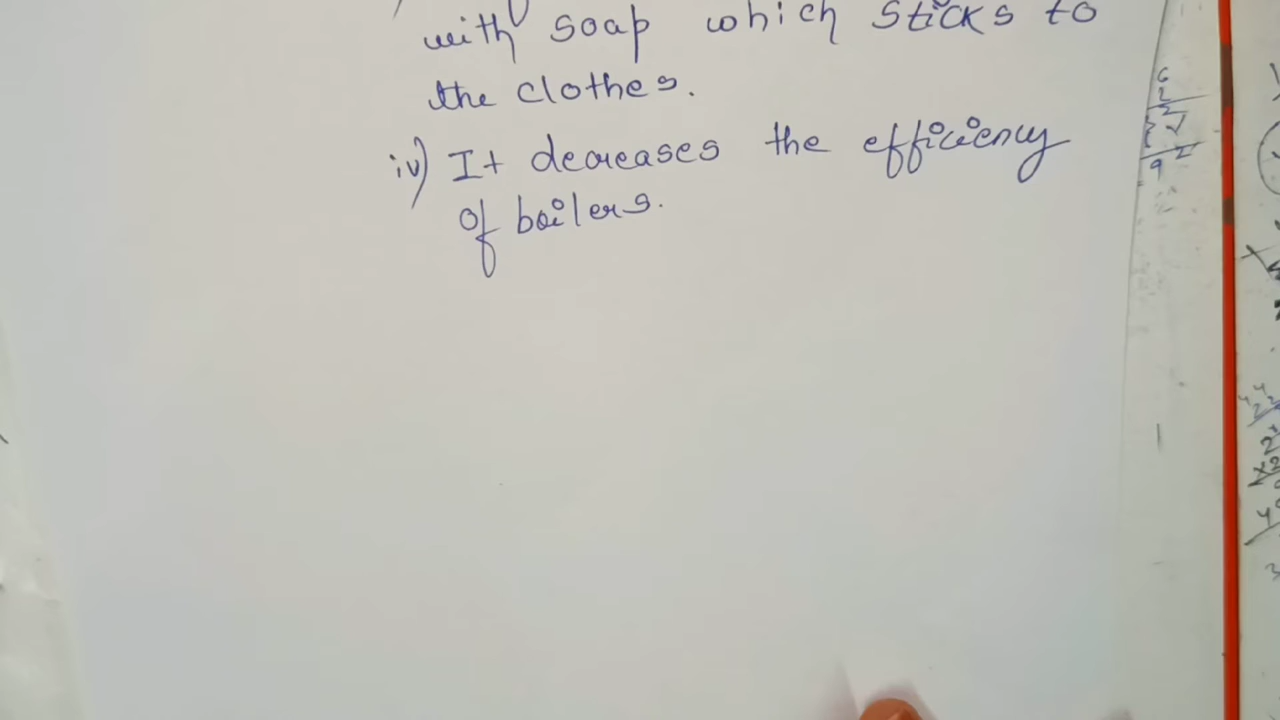 with soap which sticks to
the clothes.
iv) It decreases the efficiency
of boilers.